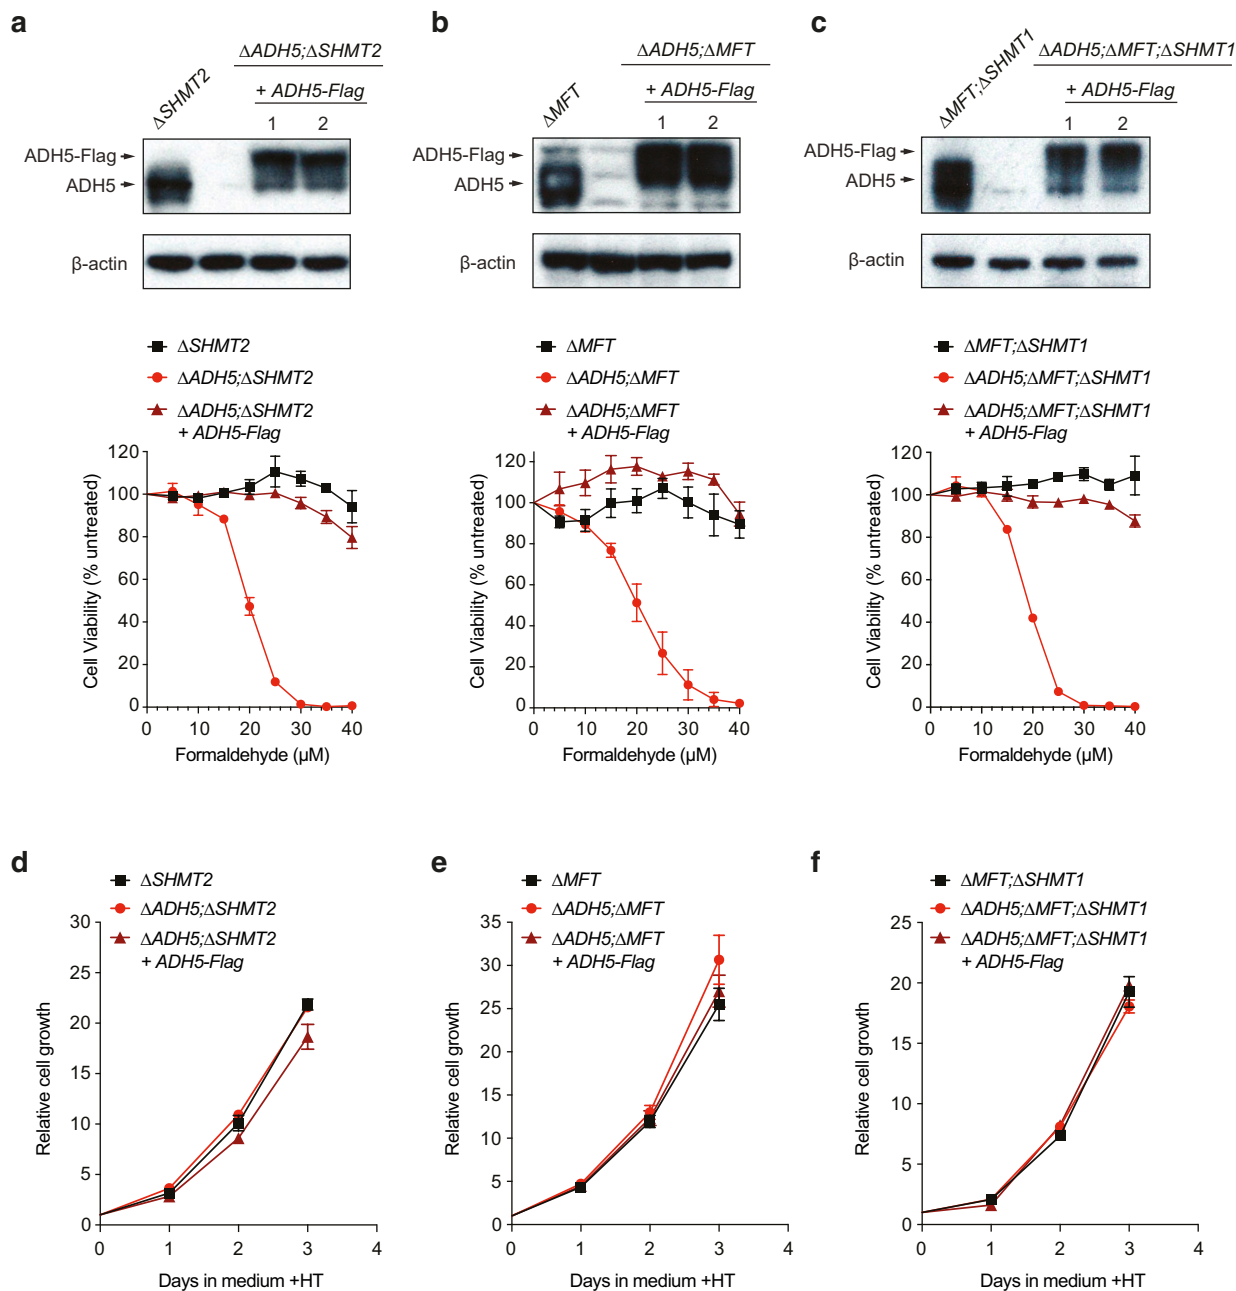 a
ΔSHMT2
ΔADH5;ΔSHMT2
+ ADH5-Flag
1 2
ADH5-Flag
ADH5
β-actin
ΔSHMT2
ΔADH5;ΔSHMT2
ΔADH5;ΔSHMT2
+ ADH5-Flag
Cell Viability (% untreated)
120
100
80
60
40
20
0
0 10 20 30 40
Formaldehyde (µM)
b
ΔMFT
ΔADH5;ΔMFT
+ ADH5-Flag
1 2
ADH5-Flag
ADH5
β-actin
ΔMFT
ΔADH5;ΔMFT
ΔADH5;ΔMFT
+ ADH5-Flag
Cell Viability (% untreated)
120
100
80
60
40
20
0
0 10 20 30 40
Formaldehyde (µM)
c
ΔMFT;ΔSHMT1
ΔADH5;ΔMFT;ΔSHMT1
+ ADH5-Flag
1 2
ADH5-Flag
ADH5
β-actin
ΔMFT;ΔSHMT1
ΔADH5;ΔMFT;ΔSHMT1
ΔADH5;ΔMFT;ΔSHMT1
+ ADH5-Flag
Cell Viability (% untreated)
120
100
80
60
40
20
0
0 10 20 30 40
Formaldehyde (µM)
d
ΔSHMT2
ΔADH5;ΔSHMT2
ΔADH5;ΔSHMT2
+ ADH5-Flag
Relative cell growth
30
25
20
15
10
5
0
0 1 2 3 4
Days in medium +HT
e
ΔMFT
ΔADH5;ΔMFT
ΔADH5;ΔMFT
+ ADH5-Flag
Relative cell growth
35
30
25
20
15
10
5
0
0 1 2 3 4
Days in medium +HT
f
ΔMFT;ΔSHMT1
ΔADH5;ΔMFT;ΔSHMT1
ΔADH5;ΔMFT;ΔSHMT1
+ ADH5-Flag
Relative cell growth
25
20
15
10
5
0
0 1 2 3 4
Days in medium +HT